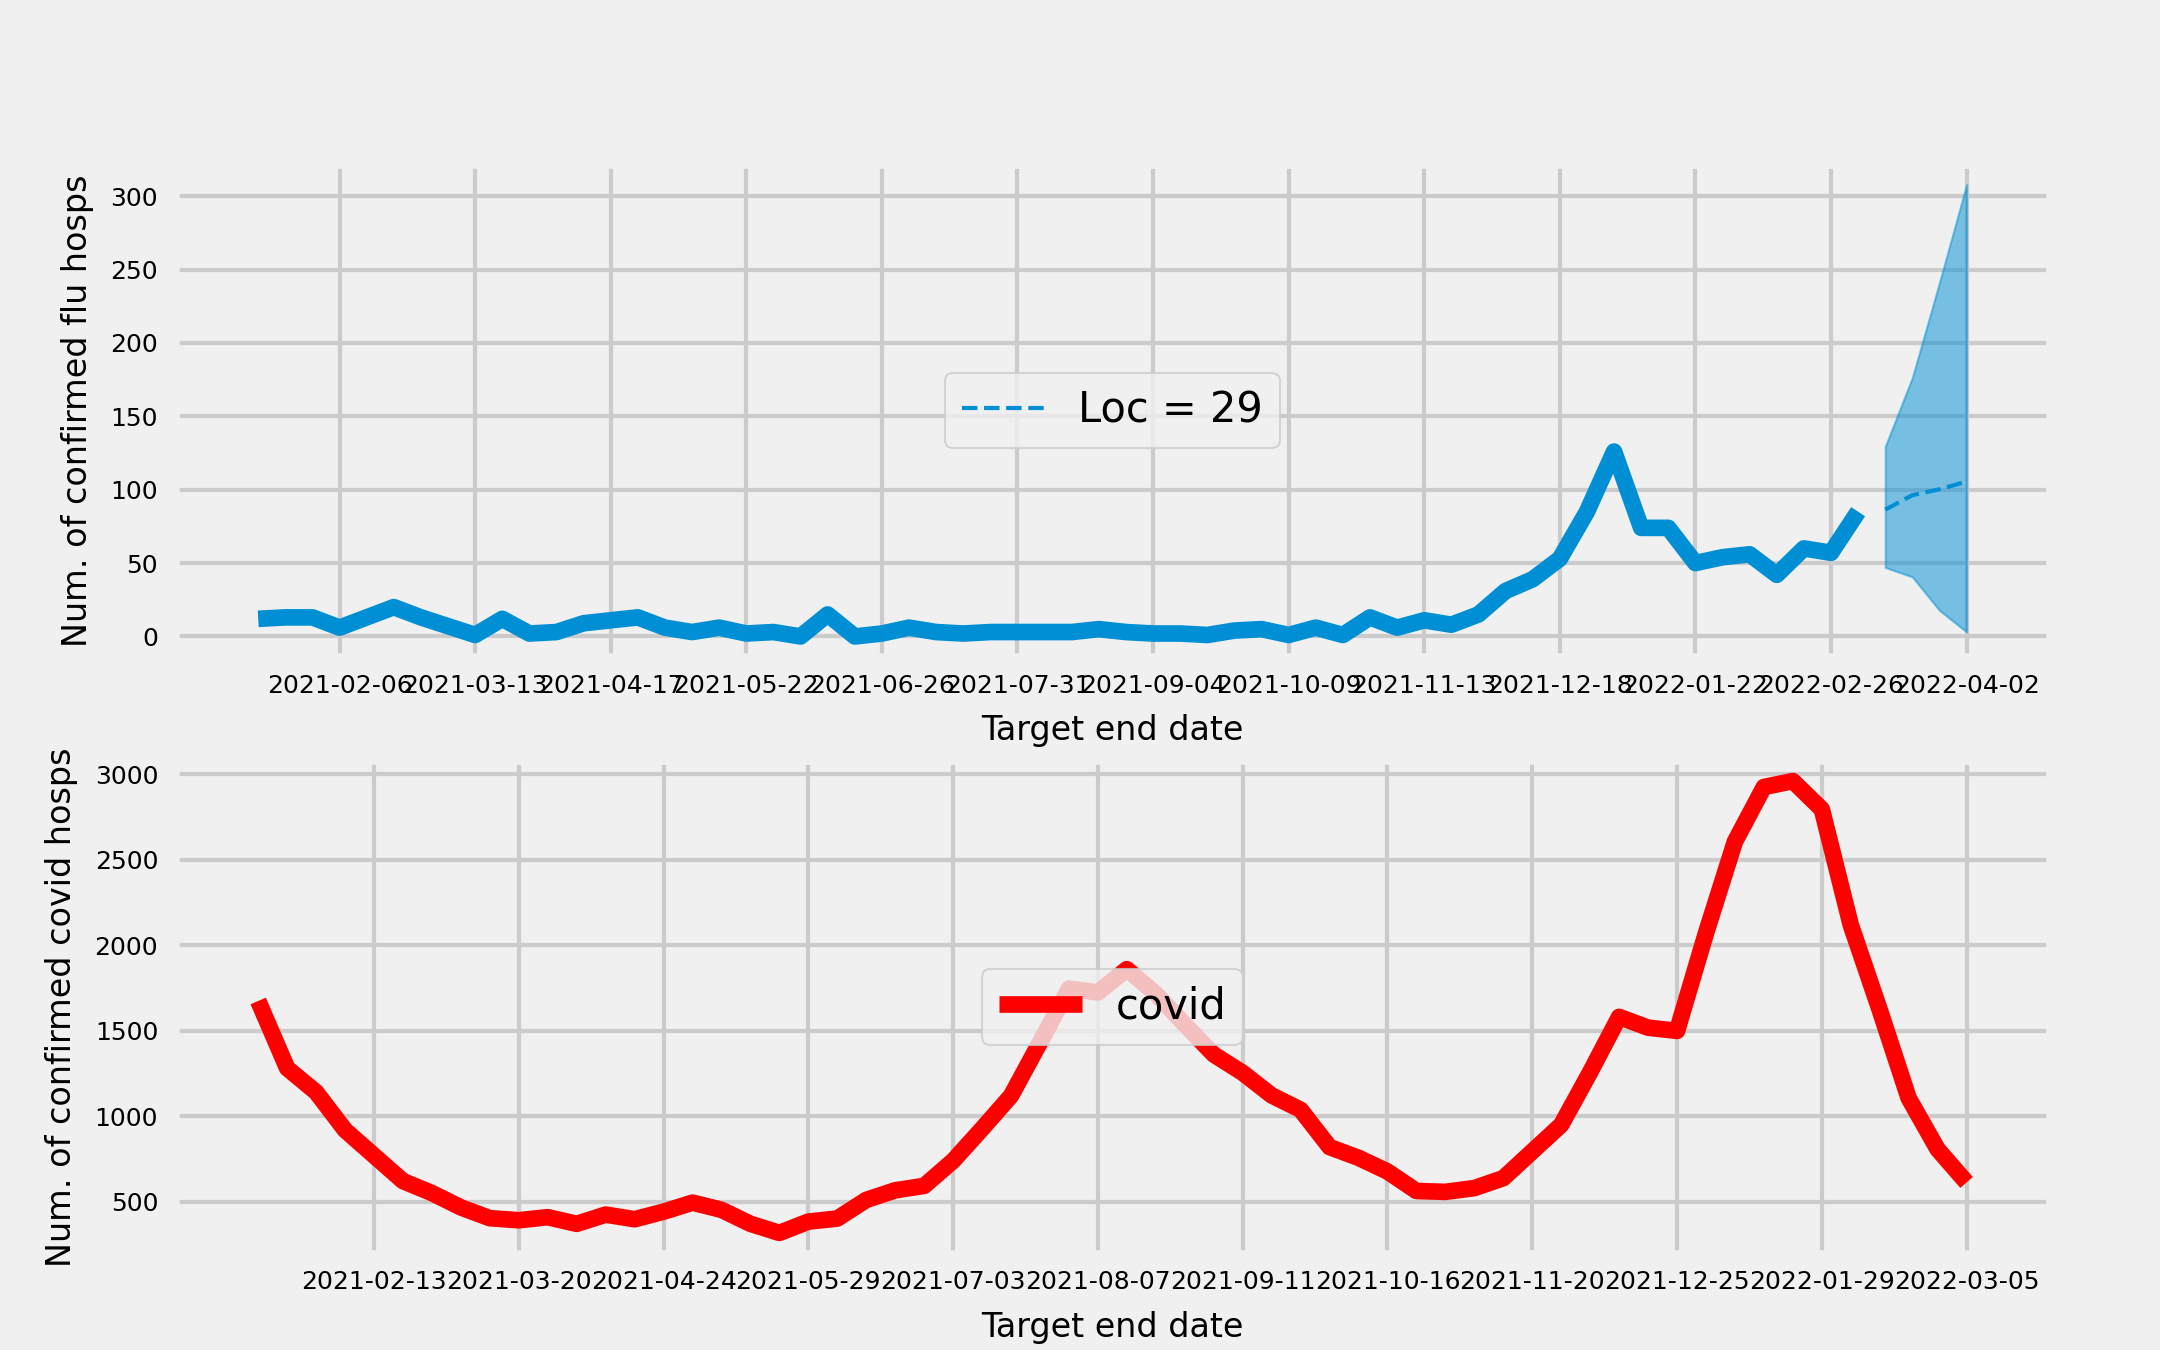 Num. of confirmed flu hosps
300
250
200
150
100
50
0
Loc = 29
2021-02-06 2021-03-13 2021-04-17 2021-05-22 2021-06-26 2021-07-31 2021-09-04 2021-10-09 2021-11-13 2021-12-18 2022-01-22 2022-02-26 2022-04-02
Target end date
Num. of confirmed covid hosps
3000
2500
2000
1500
1000
500
covid
2021-02-13 2021-03-20 2021-04-24 2021-05-29 2021-07-03 2021-08-07 2021-09-11 2021-10-16 2021-11-20 2021-12-25 2022-01-29 2022-03-05
Target end date